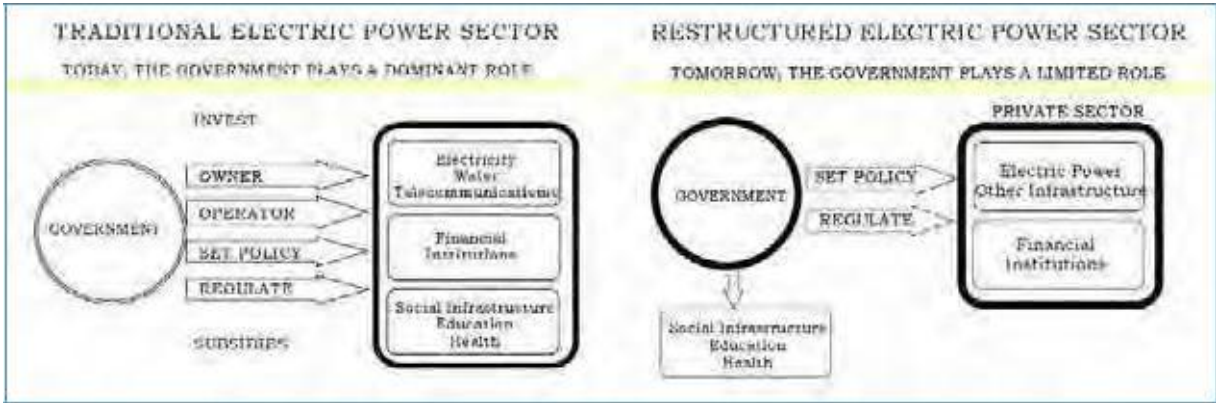 TRADITIONAL ELECTRIC POWER SECTOR
TODAY, THE GOVERNMENT PLAYS A DOMINANT ROLE
INVEST
GOVERNMENT
OWNER
OPERATOR
SET POLICY
REGULATE
SUBSIDIES
Electricity
Water
Telecommunications
Financial
Institutions
Social Infrastructure
Education
Health
RESTRUCTURED ELECTRIC POWER SECTOR
TOMORROW, THE GOVERNMENT PLAYS A LIMITED ROLE
PRIVATE SECTOR
GOVERNMENT
SET POLICY
REGULATE
Electric Power
Other Infrastructure
Financial
Institutions
Social Infrastructure
Education
Health